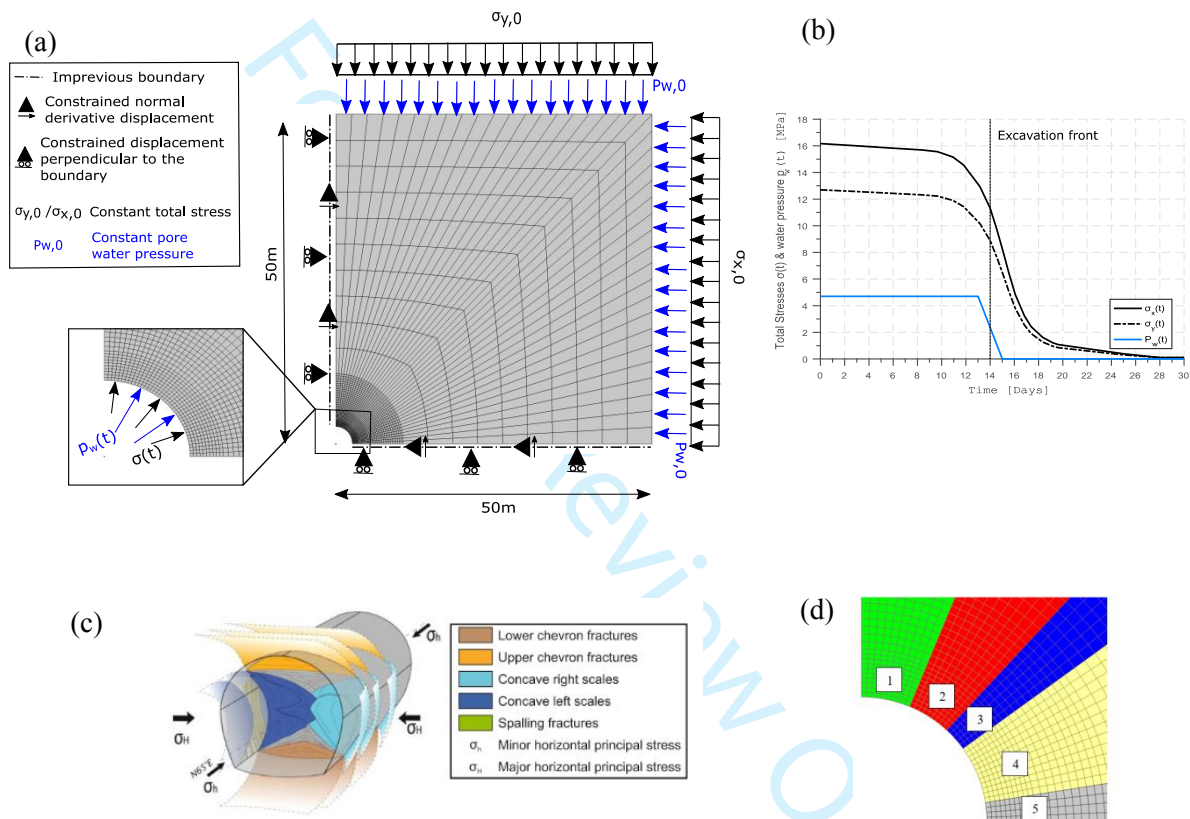 (a)
σy,0
Imprevious boundary
Constrained normal
derivative displacement
Constrained displacement
perpendicular to the
boundary
σy,0 /σx,0 Constant total stress
Pw,0 Constant pore
water pressure
Pw,0
50m
σx,0
pw(t)
σ(t)
Pw,0
50m
(b)
Total Stresses σ(t) & water pressure pw(t) [MPa]
18
16
14
12
10
8
6
4
2
0
Excavation front
σx(t)
σy(t)
Pw(t)
0 2 4 6 8 10 12 14 16 18 20 22 24 26 28 30
Time [Days]
(c)
σh
σH
σH
N65°E
σh
Lower chevron fractures
Upper chevron fractures
Concave right scales
Concave left scales
Spalling fractures
σh Minor horizontal principal stress
σH Major horizontal principal stress
(d)
1
2
3
4
5